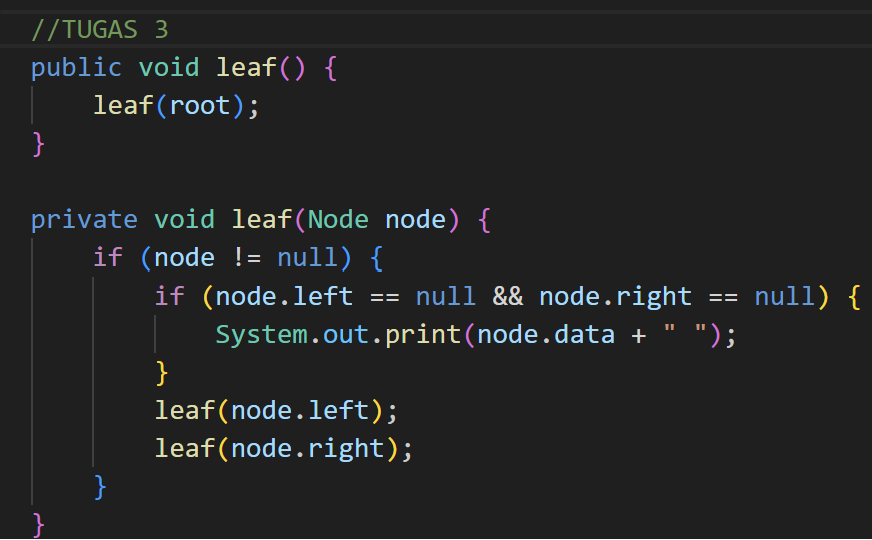 //TUGAS 3
public void leaf() {
    leaf(root);
}

private void leaf(Node node) {
    if (node != null) {
        if (node.left == null && node.right == null) {
            System.out.print(node.data + " ");
        }
        leaf(node.left);
        leaf(node.right);
    }
}